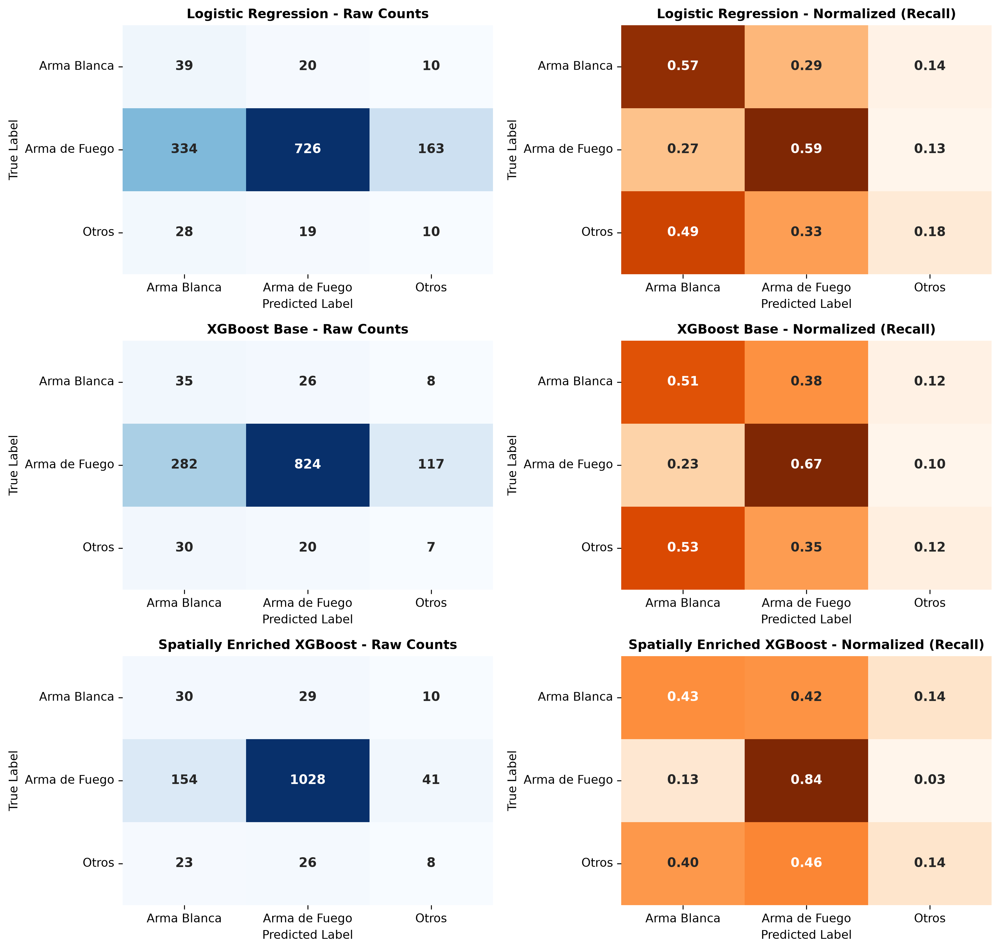 Logistic Regression - Raw Counts
True Label
Arma Blanca 39 20 10
Arma de Fuego 334 726 163
Otros 28 19 10
Arma Blanca Arma de Fuego Otros
Predicted Label
Logistic Regression - Normalized (Recall)
True Label
Arma Blanca 0.57 0.29 0.14
Arma de Fuego 0.27 0.59 0.13
Otros 0.49 0.33 0.18
Arma Blanca Arma de Fuego Otros
Predicted Label
XGBoost Base - Raw Counts
True Label
Arma Blanca 35 26 8
Arma de Fuego 282 824 117
Otros 30 20 7
Arma Blanca Arma de Fuego Otros
Predicted Label
XGBoost Base - Normalized (Recall)
True Label
Arma Blanca 0.51 0.38 0.12
Arma de Fuego 0.23 0.67 0.10
Otros 0.53 0.35 0.12
Arma Blanca Arma de Fuego Otros
Predicted Label
Spatially Enriched XGBoost - Raw Counts
True Label
Arma Blanca 30 29 10
Arma de Fuego 154 1028 41
Otros 23 26 8
Arma Blanca Arma de Fuego Otros
Predicted Label
Spatially Enriched XGBoost - Normalized (Recall)
True Label
Arma Blanca 0.43 0.42 0.14
Arma de Fuego 0.13 0.84 0.03
Otros 0.40 0.46 0.14
Arma Blanca Arma de Fuego Otros
Predicted Label